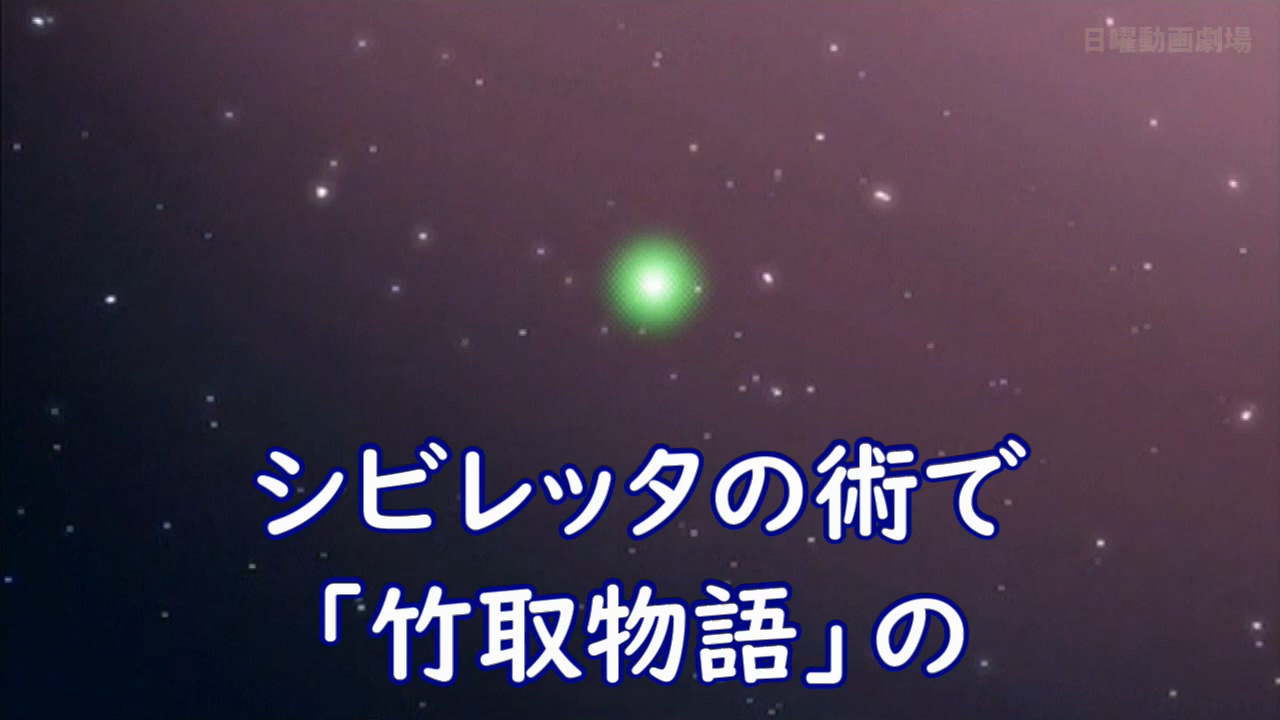 日曜動画劇場
シビレッタの術で
「竹取物語」の